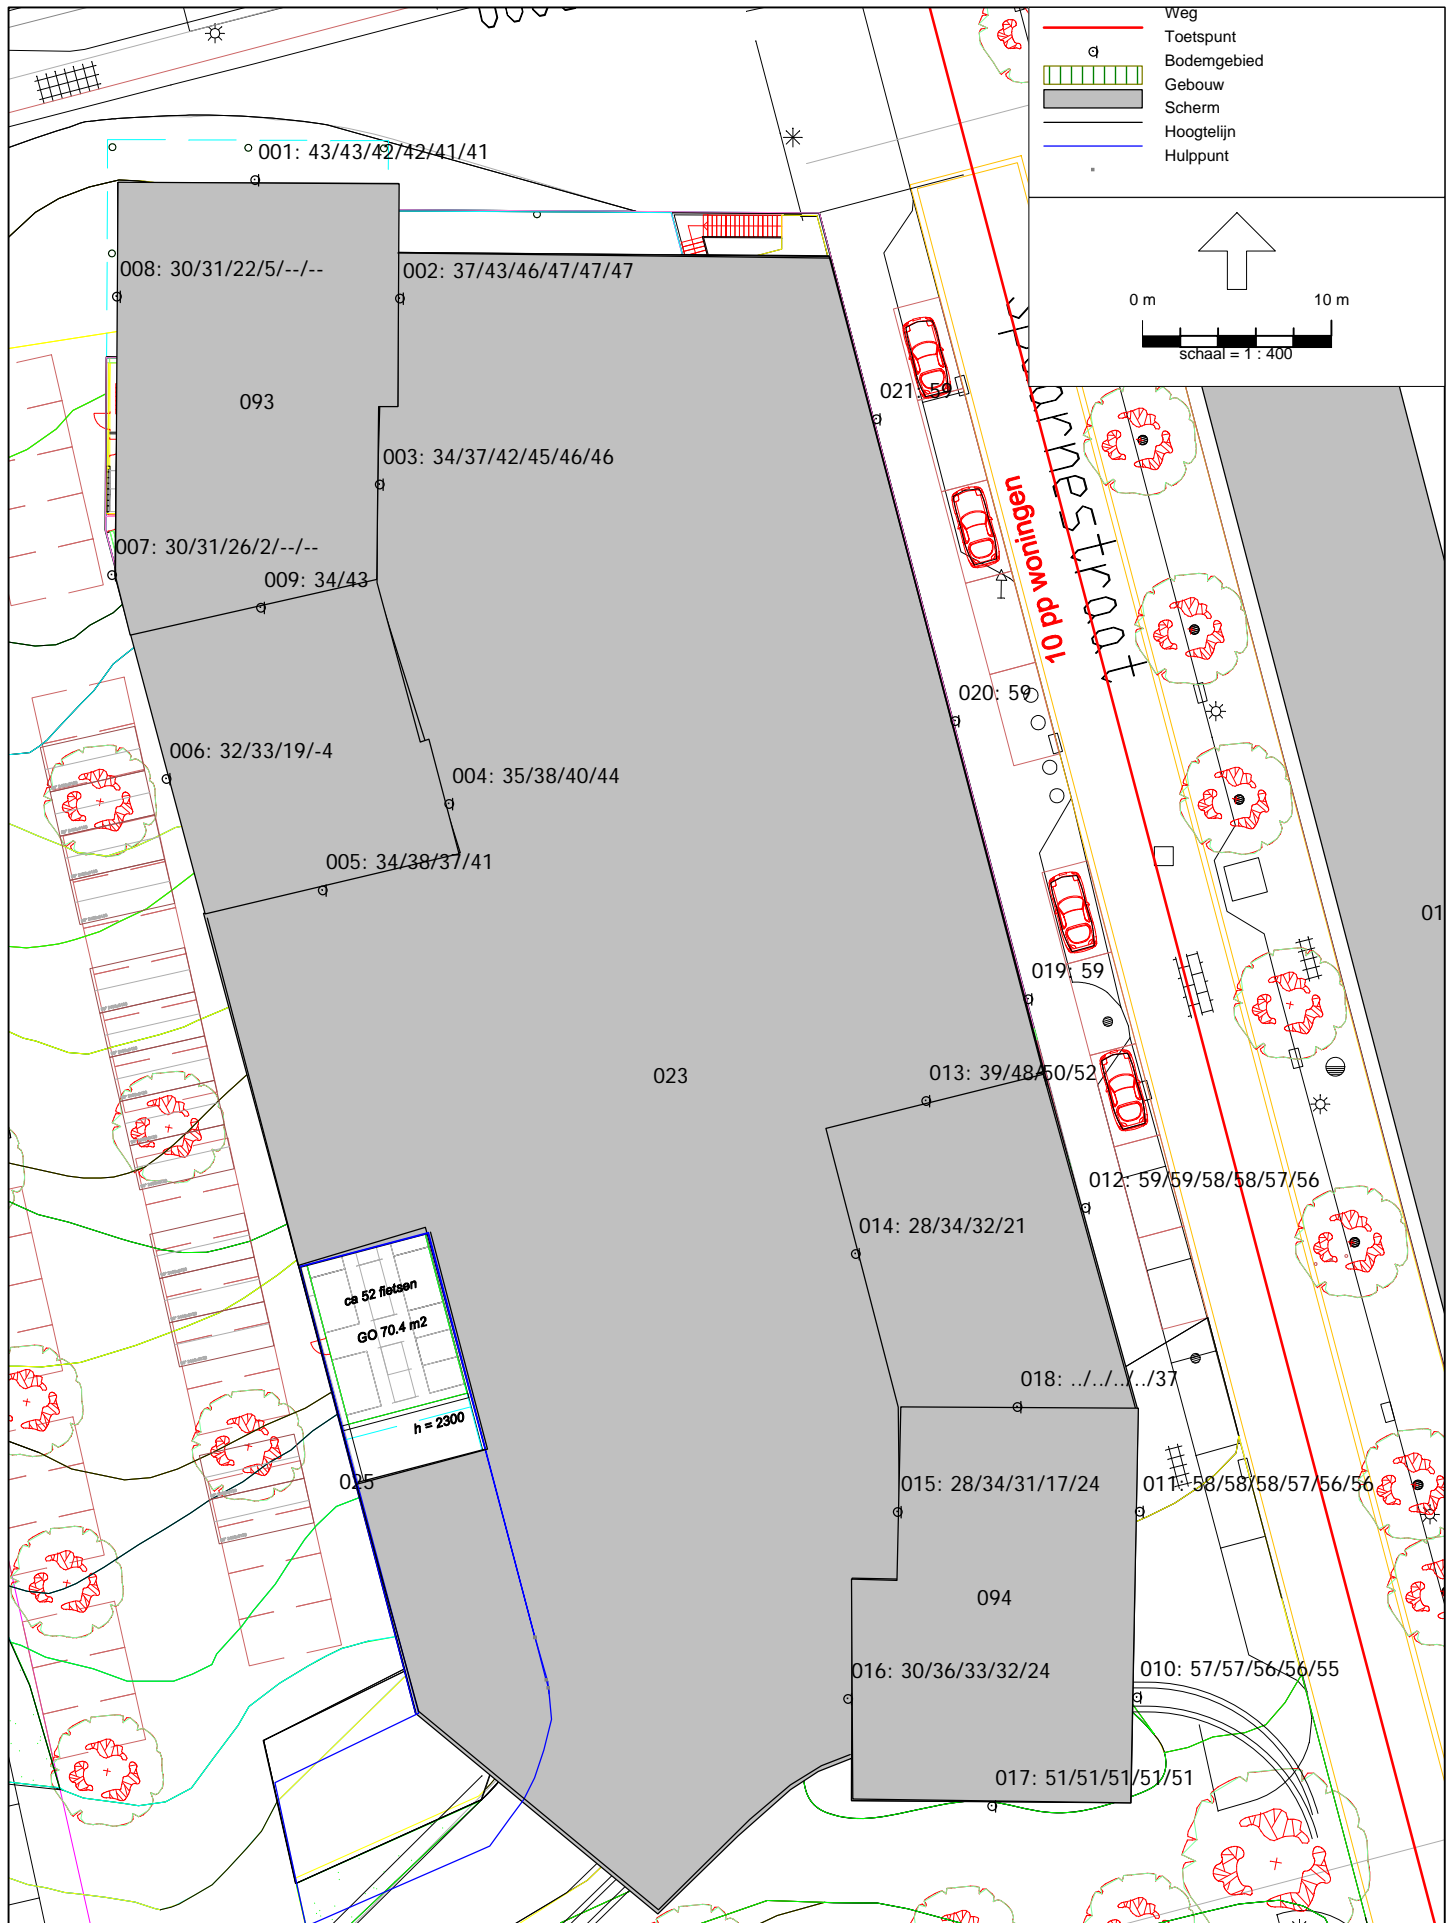 Weg
Toetspunt
Bodemgebied
Gebouw
Scherm
Hoogtelijn
Hulppunt
0 m
10 m
schaal = 1 : 400
001: 43/43/42/42/41/41
008: 30/31/22/5/--/--
002: 37/43/46/47/47/47
093
021: 59
003: 34/37/42/45/46/46
10 pp woningen
007: 30/31/26/2/--/--
009: 34/43
020: 59
006: 32/33/19/-4
004: 35/38/40/44
005: 34/38/37/41
01
019: 59
023
013: 39/48/50/52
012: 59/59/58/58/57/56
014: 28/34/32/21
ca 52 fietsen
GO 70.4 m2
018: ../../../../37
h = 2300
025
015: 28/34/31/17/24
011: 58/58/58/57/56/56
094
016: 30/36/33/32/24
010: 57/57/56/56/55
017: 51/51/51/51/51